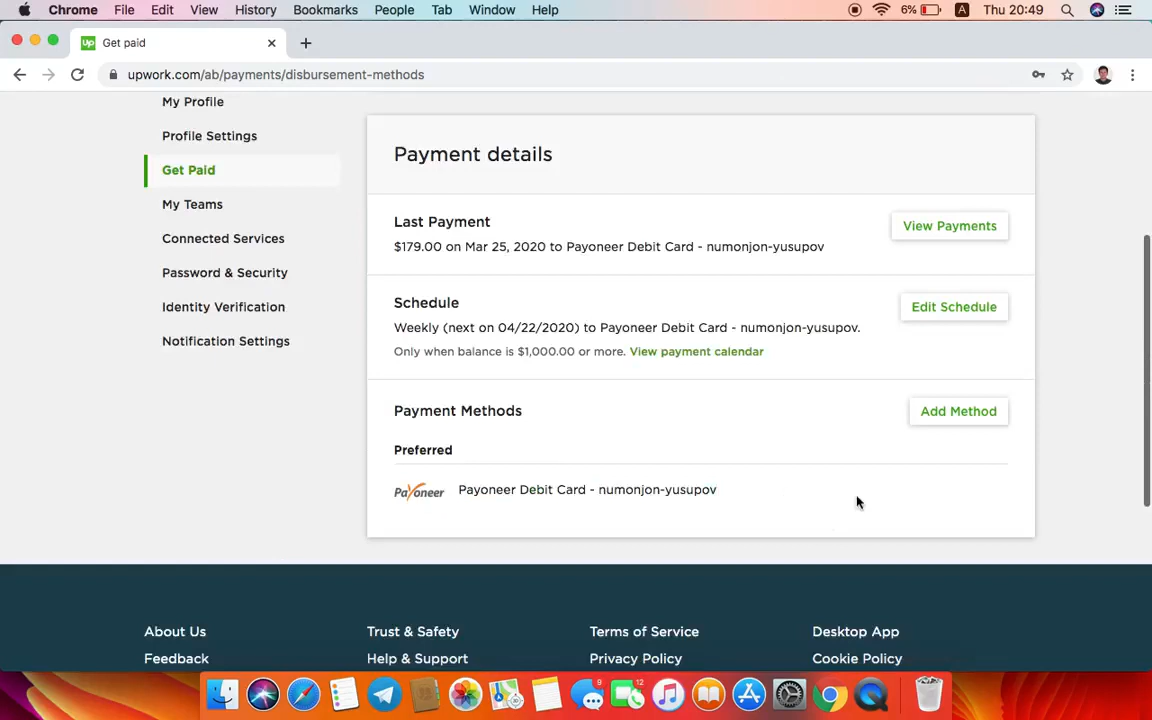 Chrome File Edit View History Bookmarks People Tab Window Help 6% A Thu 20:49
up Get paid
upwork.com/ab/payments/disbursement-methods
My Profile
Profile Settings
Get Paid
My Teams
Connected Services
Password & Security
Identity Verification
Notification Settings
Payment details
Last Payment
View Payments
$179.00 on Mar 25, 2020 to Payoneer Debit Card - numonjon-yusupov
Schedule
Edit Schedule
Weekly (next on 04/22/2020) to Payoneer Debit Card - numonjon-yusupov.
Only when balance is $1,000.00 or more. View payment calendar
Payment Methods
Add Method
Preferred
Payoneer Payoneer Debit Card - numonjon-yusupov
About Us Trust & Safety Terms of Service Desktop App
Feedback Help & Support Privacy Policy Cookie Policy
9
12